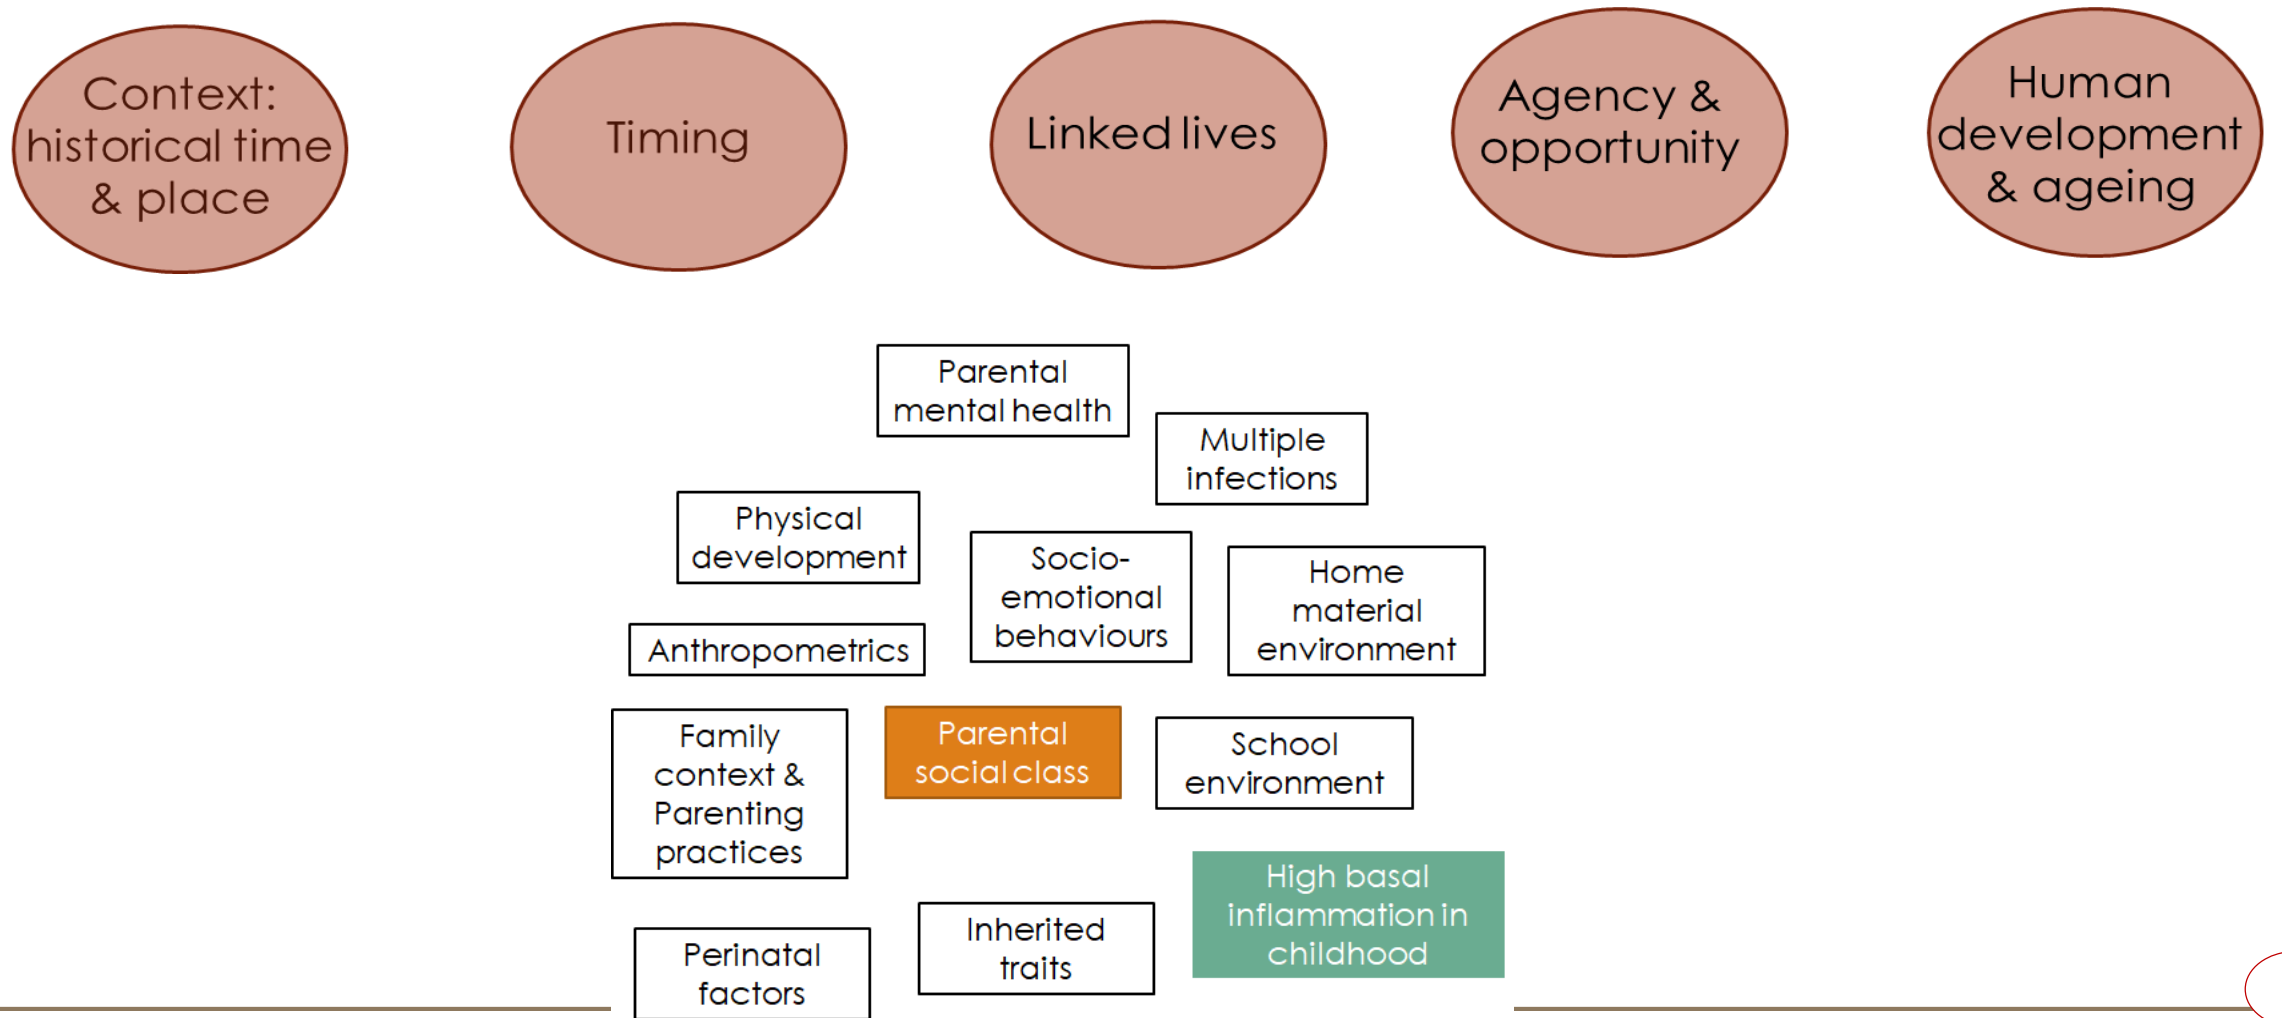 Context:
historical time
& place
Timing
Linked lives
Agency &
opportunity
Human
development
& ageing
Parental
mental health
Multiple
infections
Physical
development
Socio-
emotional
behaviours
Home
material
environment
Anthropometrics
Family
context &
Parenting
practices
Parental
social class
School
environment
High basal
inflammation in
childhood
Inherited
traits
Perinatal
factors